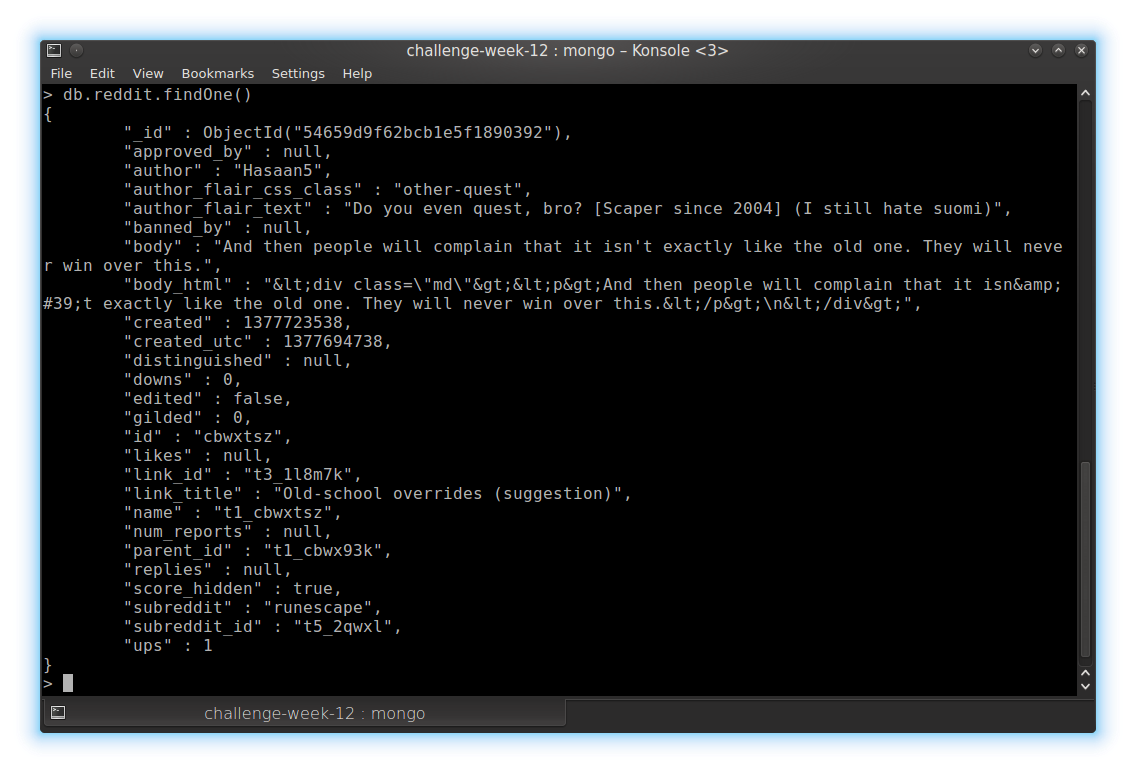 challenge-week-12 : mongo – Konsole <3>
File Edit View Bookmarks Settings Help
> db.reddit.findOne()
{
        "_id" : ObjectId("54659d9f62bcb1e5f1890392"),
        "approved_by" : null,
        "author" : "Hasaan5",
        "author_flair_css_class" : "other-quest",
        "author_flair_text" : "Do you even quest, bro? [Scaper since 2004] (I still hate suomi)",
        "banned_by" : null,
        "body" : "And then people will complain that it isn't exactly like the old one. They will neve
r win over this.",
        "body_html" : "&lt;div class=\"md\"&gt;&lt;p&gt;And then people will complain that it isn&amp;
#39;t exactly like the old one. They will never win over this.&lt;/p&gt;\n&lt;/div&gt;",
        "created" : 1377723538,
        "created_utc" : 1377694738,
        "distinguished" : null,
        "downs" : 0,
        "edited" : false,
        "gilded" : 0,
        "id" : "cbwxtsz",
        "likes" : null,
        "link_id" : "t3_1l8m7k",
        "link_title" : "Old-school overrides (suggestion)",
        "name" : "t1_cbwxtsz",
        "num_reports" : null,
        "parent_id" : "t1_cbwx93k",
        "replies" : null,
        "score_hidden" : true,
        "subreddit" : "runescape",
        "subreddit_id" : "t5_2qwxl",
        "ups" : 1
}
>
challenge-week-12 : mongo